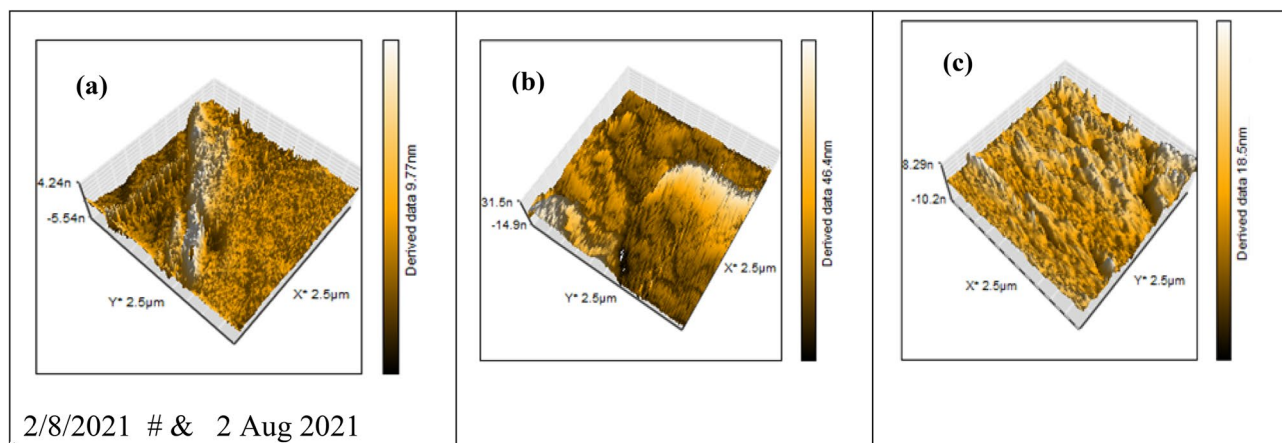 (a)
4.24n
-5.54n
Y* 2.5µm
X* 2.5µm
Derived data 9.77nm
2/8/2021 # & 2 Aug 2021
(b)
31.5n
-14.9n
Y* 2.5µm
X* 2.5µm
Derived data 46.4nm
(c)
8.29n
-10.2n
X* 2.5µm
Y* 2.5µm
Derived data 18.5nm